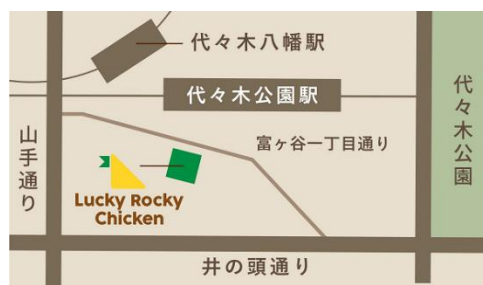 代々木八幡駅
代々木公園駅
代々木公園
富ヶ谷一丁目通り
山手通り
Lucky Rocky
Chicken
井の頭通り